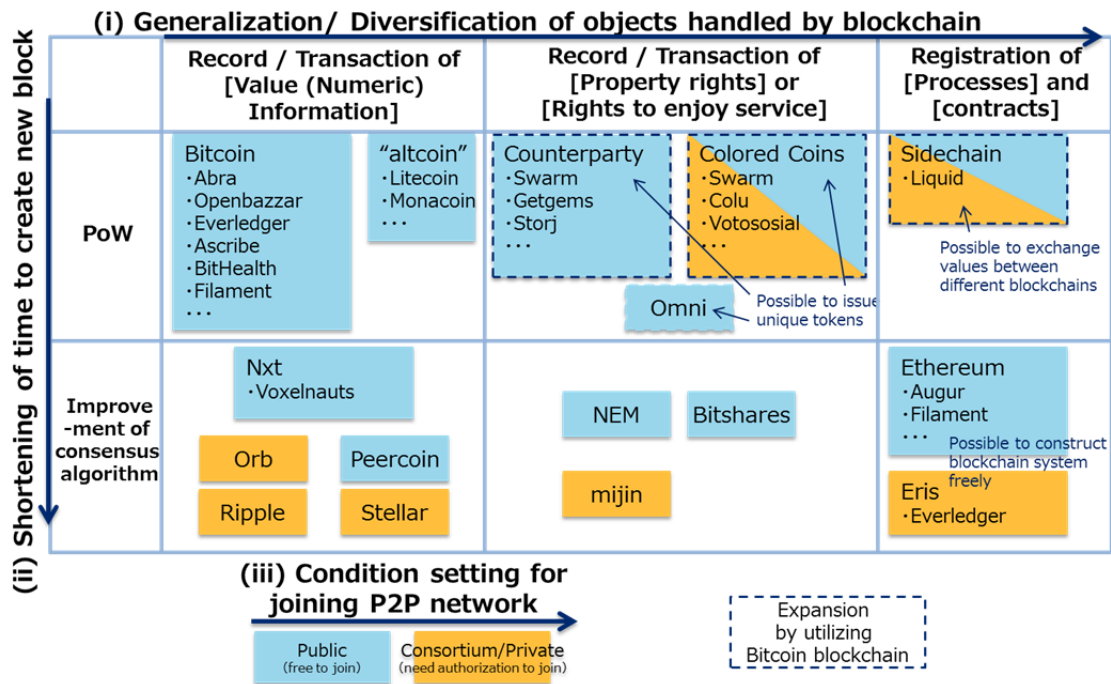 (i) Generalization/ Diversification of objects handled by blockchain
(ii) Shortening of time to create new block
Record / Transaction of
[Value (Numeric)
Information]
Record / Transaction of
[Property rights] or
[Rights to enjoy service]
Registration of
[Processes] and
[contracts]
PoW
Bitcoin
・Abra
・Openbazzar
・Everledger
・Ascribe
・BitHealth
・Filament
・・・
“altcoin”
・Litecoin
・Monacoin
・・・
Counterparty
・Swarm
・Getgems
・Storj
・・・
Colored Coins
・Swarm
・Colu
・Votososial
・・・
Omni
Possible to issue
unique tokens
Sidechain
・Liquid
Possible to exchange
values between
different blockchains
Improve
-ment of
consensus
algorithm
Nxt
・Voxelnauts
Orb
Peercoin
Ripple
Stellar
NEM
Bitshares
mijin
Ethereum
・Augur
・Filament
・・・
Possible to construct
blockchain system
freely
Eris
・Everledger
(iii) Condition setting for
joining P2P network
Public
(free to join)
Consortium/Private
(need authorization to join)
Expansion
by utilizing
Bitcoin blockchain